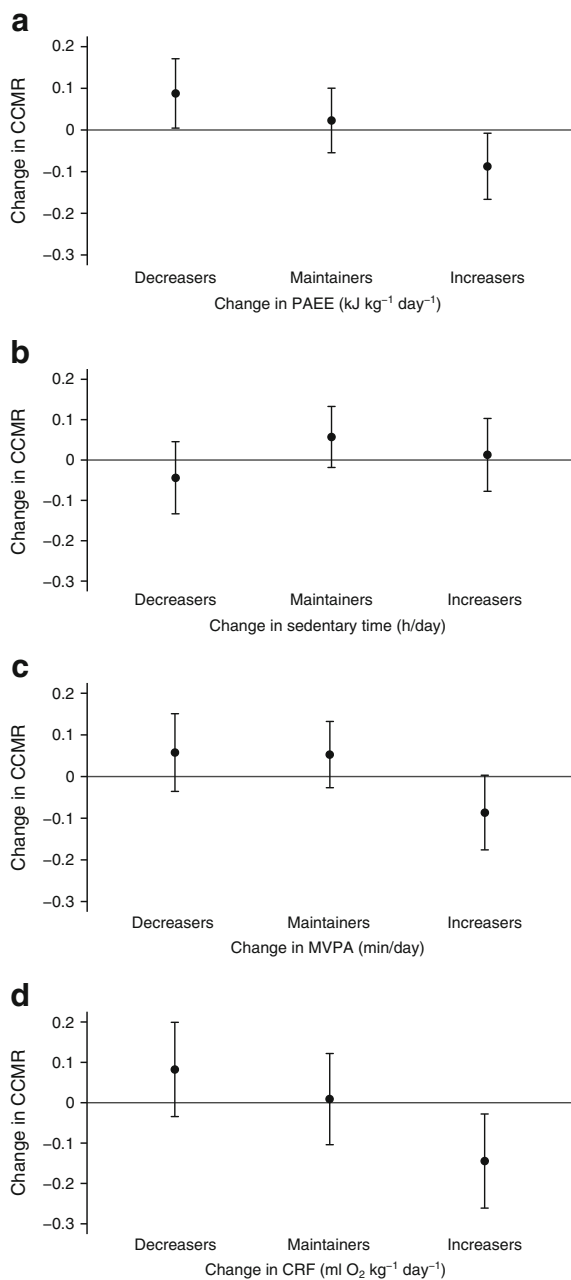 a
0.2
0.1
0
−0.1
−0.2
−0.3
Change in CCMR
Decreasers Maintainers Increasers
Change in PAEE (kJ kg⁻¹ day⁻¹)
b
0.2
0.1
0
−0.1
−0.2
−0.3
Change in CCMR
Decreasers Maintainers Increasers
Change in sedentary time (h/day)
c
0.2
0.1
0
−0.1
−0.2
−0.3
Change in CCMR
Decreasers Maintainers Increasers
Change in MVPA (min/day)
d
0.2
0.1
0
−0.1
−0.2
−0.3
Change in CCMR
Decreasers Maintainers Increasers
Change in CRF (ml O₂ kg⁻¹ day⁻¹)